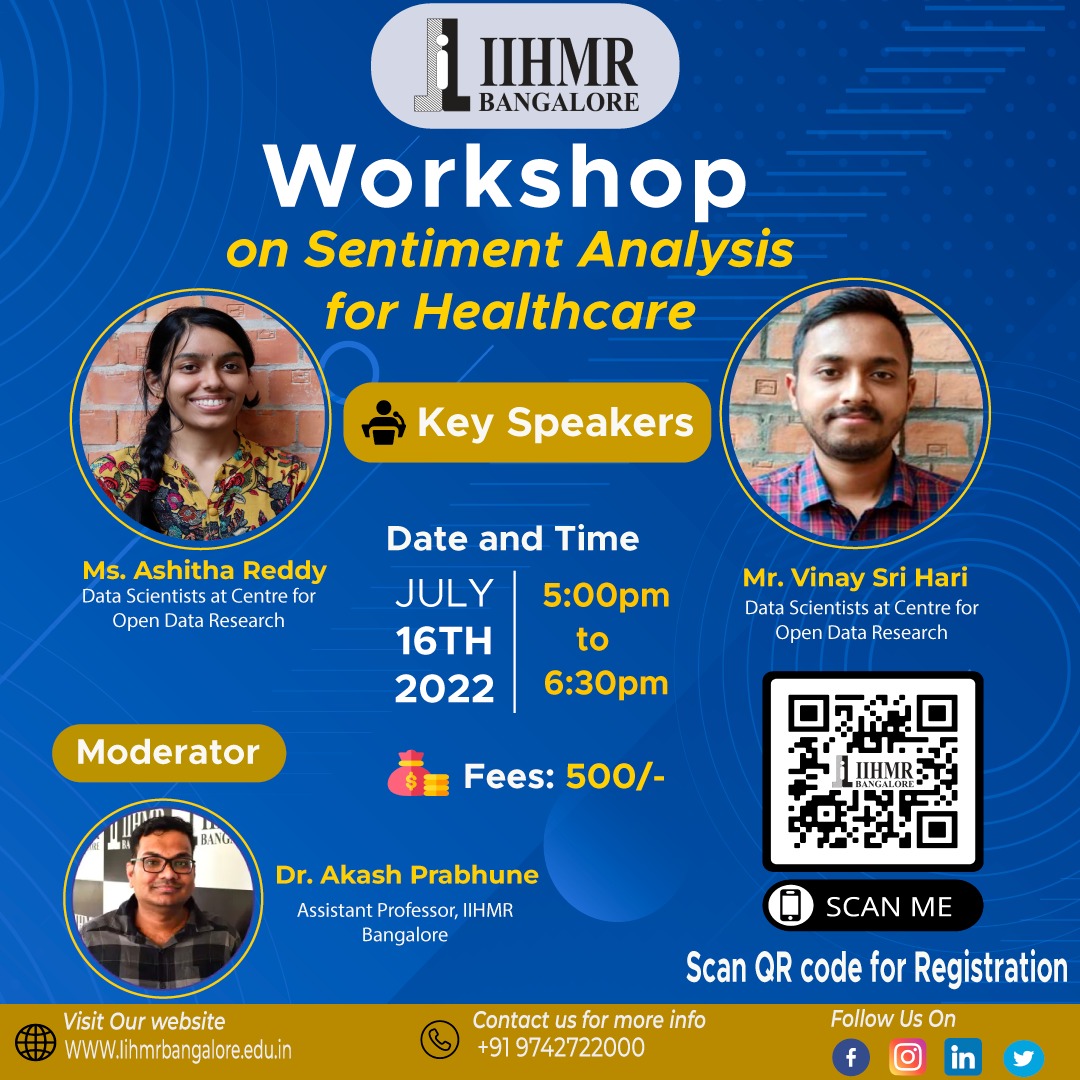 IIHMR
BANGALORE
Workshop
on Sentiment Analysis
for Healthcare
Key Speakers
Ms. Ashitha Reddy
Data Scientists at Centre for
Open Data Research
Date and Time
JULY
16TH
2022
5:00pm
to
6:30pm
Mr. Vinay Sri Hari
Data Scientists at Centre for
Open Data Research
Fees: 500/-
IIHMR
BANGALORE
SCAN ME
Scan QR code for Registration
Moderator
Dr. Akash Prabhune
Assistant Professor, IIHMR
Bangalore
Visit Our website
WWW.Iihmrbangalore.edu.in
Contact us for more info
+91 9742722000
Follow Us On